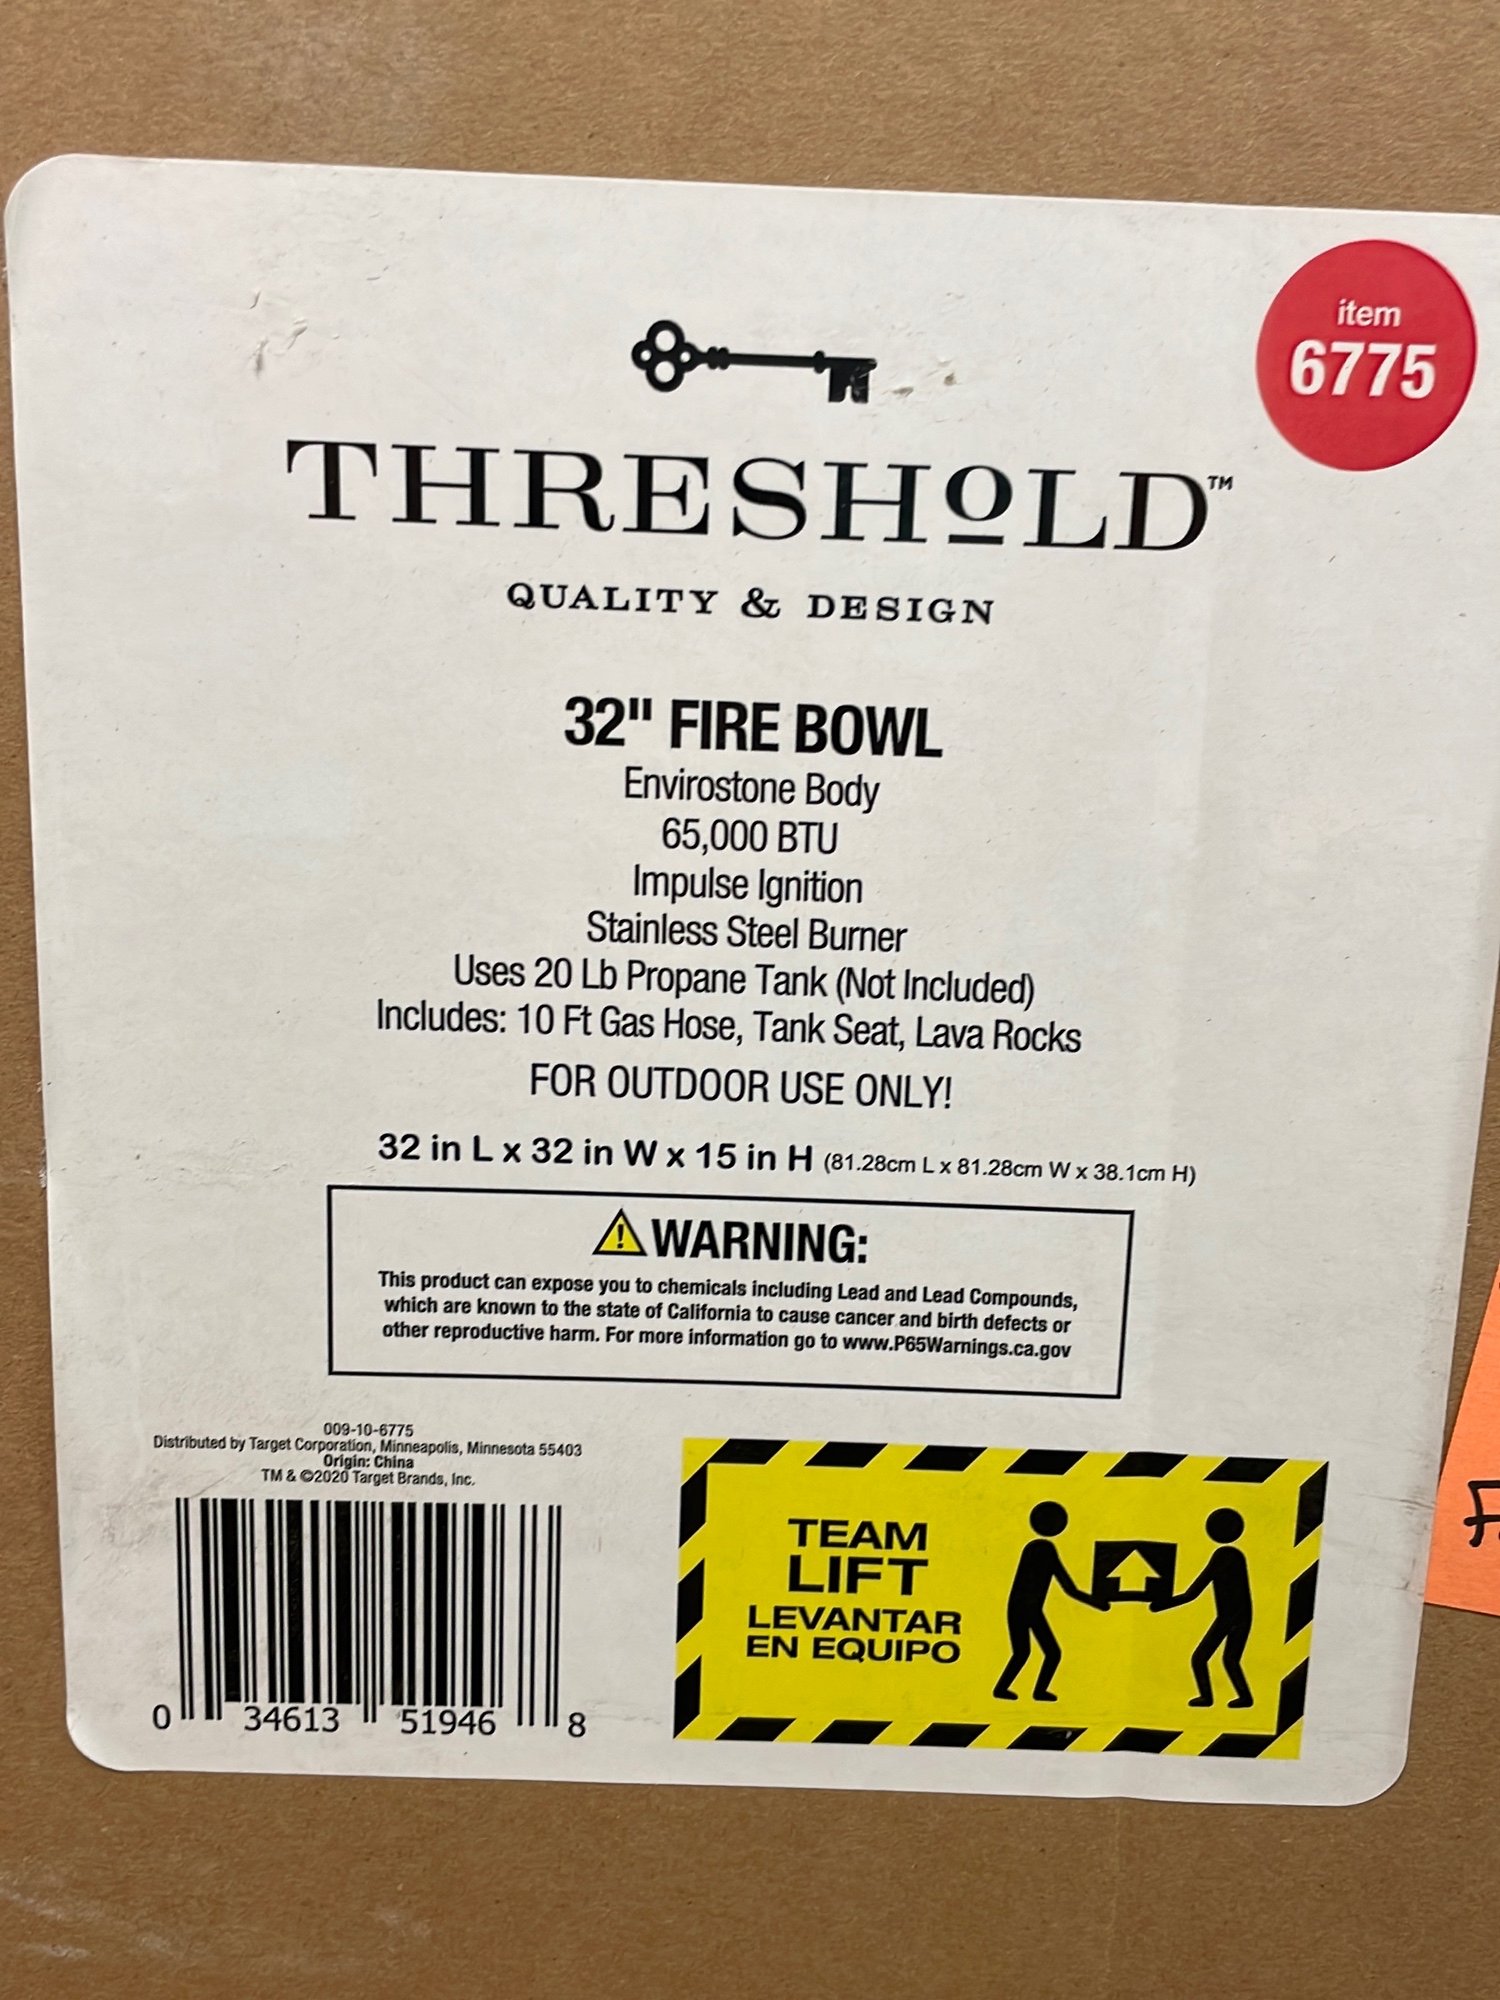 item
6775
THRESHOLD™
QUALITY & DESIGN
32" FIRE BOWL
Envirostone Body
65,000 BTU
Impulse Ignition
Stainless Steel Burner
Uses 20 Lb Propane Tank (Not Included)
Includes: 10 Ft Gas Hose, Tank Seat, Lava Rocks
FOR OUTDOOR USE ONLY!
32 in L x 32 in W x 15 in H (81.28cm L x 81.28cm W x 38.1cm H)
WARNING:
This product can expose you to chemicals including Lead and Lead Compounds,
which are known to the state of California to cause cancer and birth defects or
other reproductive harm. For more information go to www.P65Warnings.ca.gov
009-10-6775
Distributed by Target Corporation, Minneapolis, Minnesota 55403
Origin: China
TM & ©2020 Target Brands, Inc.
0 34613 51946 8
TEAM
LIFT
LEVANTAR
EN EQUIPO